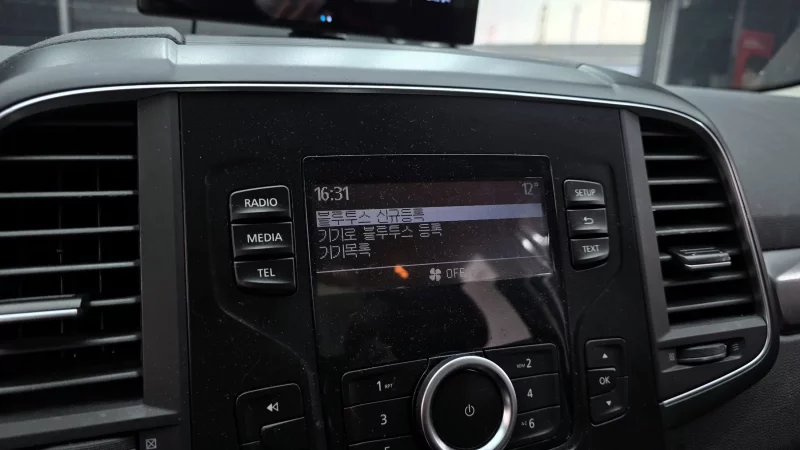 RADIO
MEDIA
TEL
16:31
12°
블루투스 신규등록
기기로 블루투스 등록
기기목록
OFF
SETUP
TEXT
1 RPT
2
3
4
6
OK